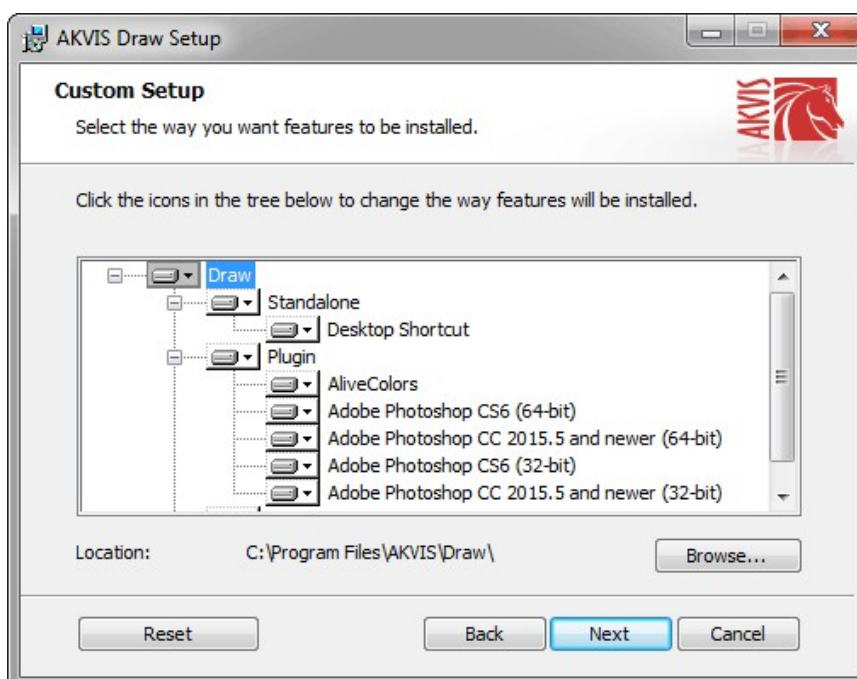 AKVIS Draw Setup
Custom Setup
Select the way you want features to be installed.
AKVIS
Click the icons in the tree below to change the way features will be installed.
Draw
Standalone
Desktop Shortcut
Plugin
AliveColors
Adobe Photoshop CS6 (64-bit)
Adobe Photoshop CC 2015.5 and newer (64-bit)
Adobe Photoshop CS6 (32-bit)
Adobe Photoshop CC 2015.5 and newer (32-bit)
Location: C:\Program Files\AKVIS\Draw\ Browse...
Reset Back Next Cancel